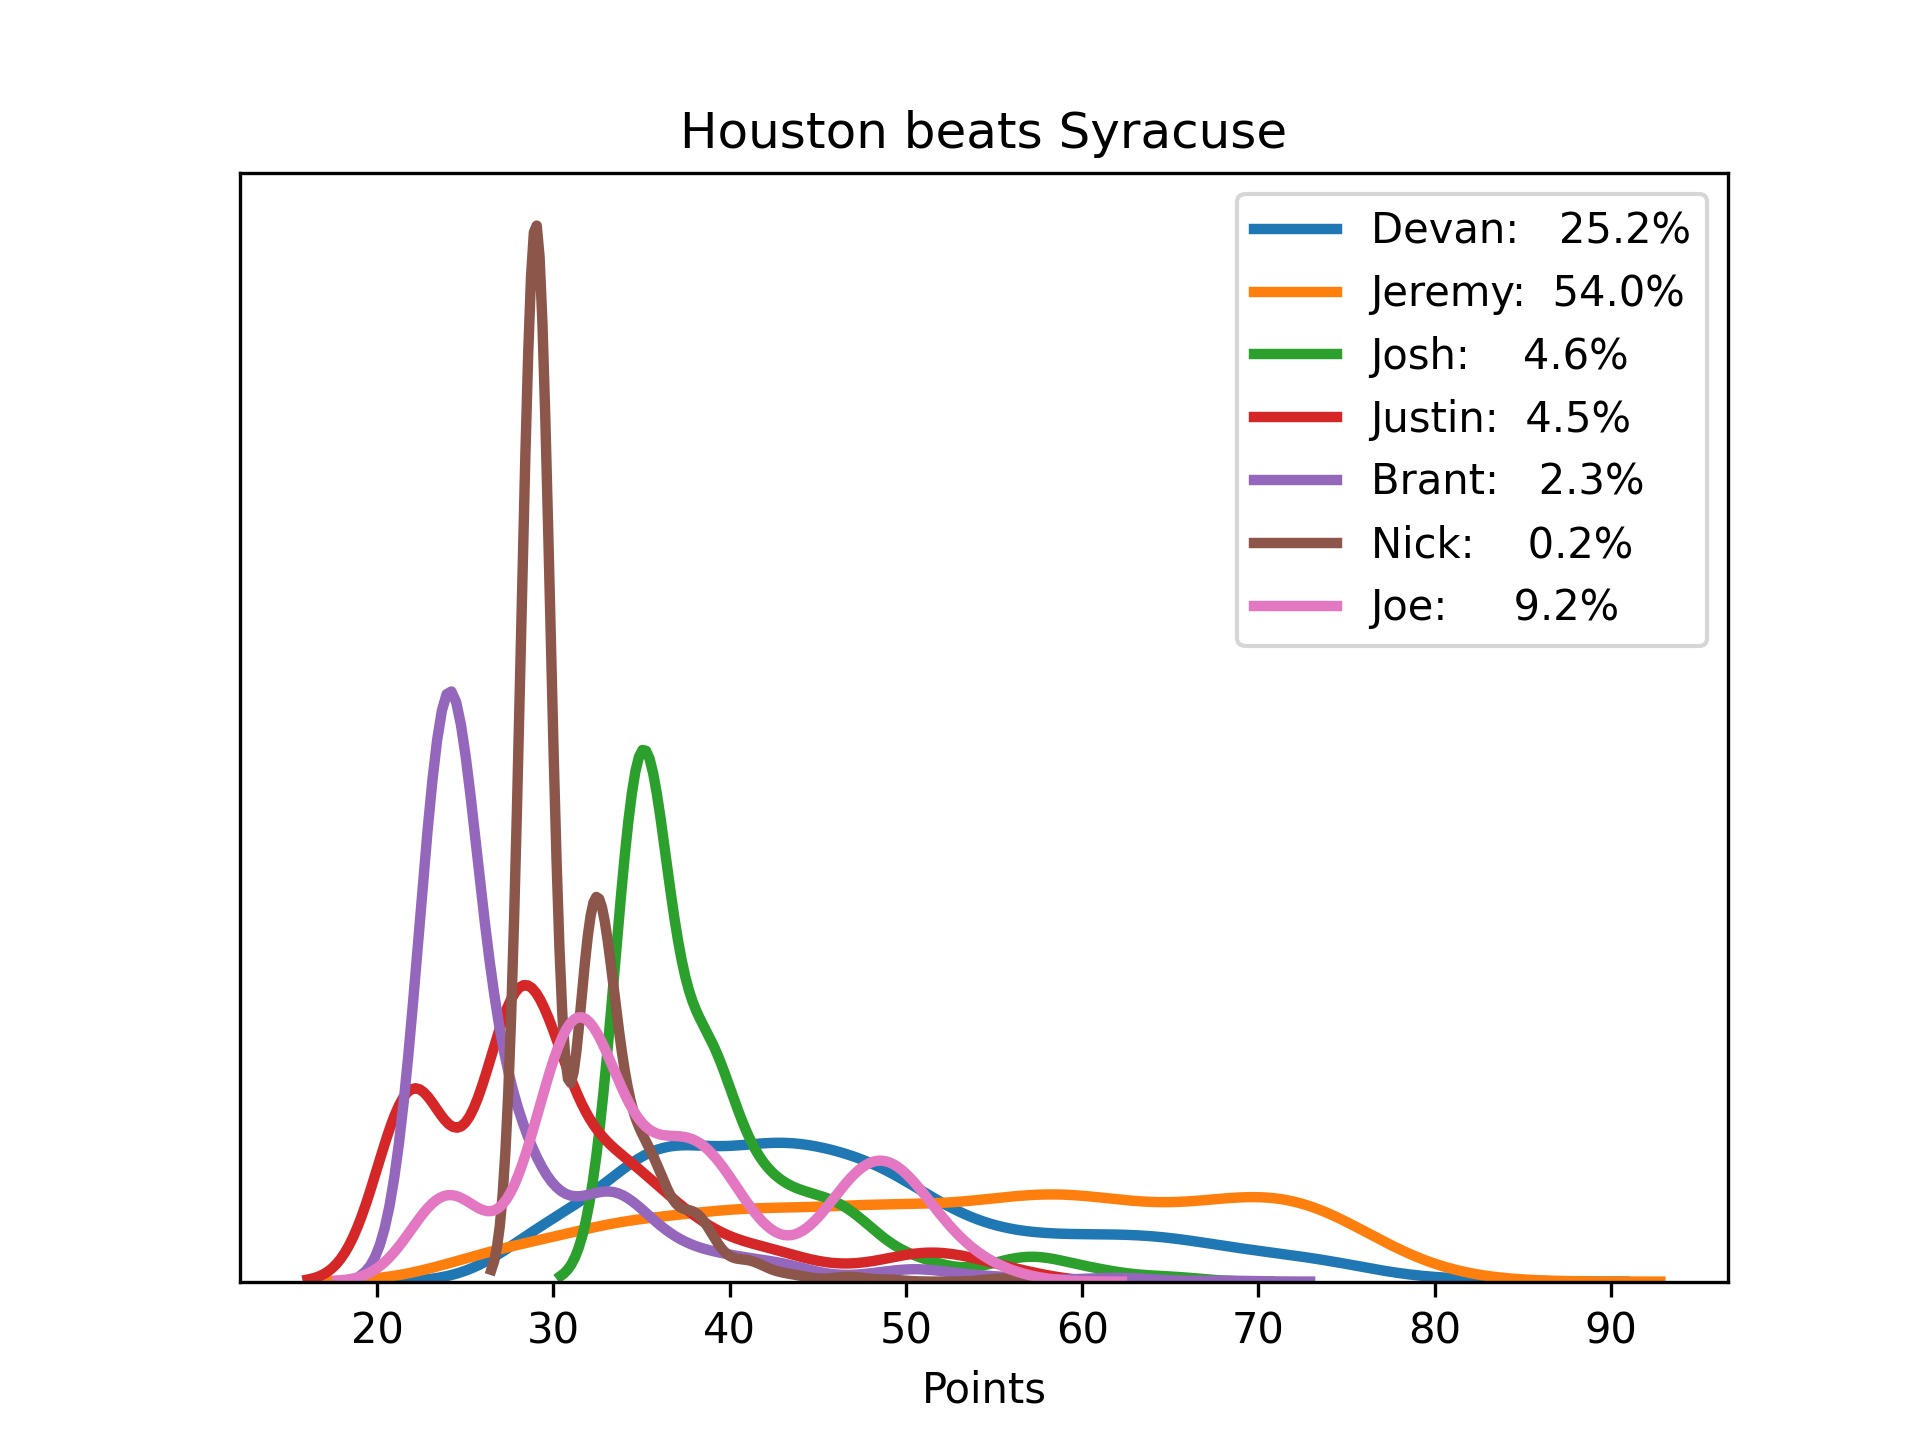 Houston beats Syracuse
Devan: 25.2%
Jeremy: 54.0%
Josh: 4.6%
Justin: 4.5%
Brant: 2.3%
Nick: 0.2%
Joe: 9.2%
20 30 40 50 60 70 80 90
Points